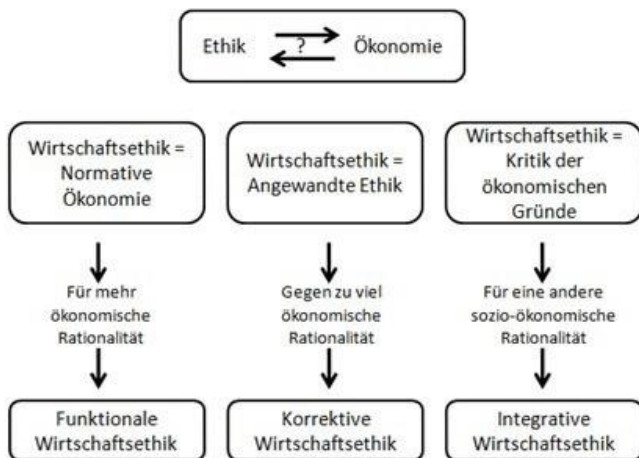 Ethik ? Ökonomie
Wirtschaftsethik =
Normative
Ökonomie
Wirtschaftsethik =
Angewandte Ethik
Wirtschaftsethik =
Kritik der
ökonomischen
Gründe
Für mehr
ökonomische
Rationalität
Gegen zu viel
ökonomische
Rationalität
Für eine andere
sozio-ökonomische
Rationalität
Funktionale
Wirtschaftsethik
Korrektive
Wirtschaftsethik
Integrative
Wirtschaftsethik